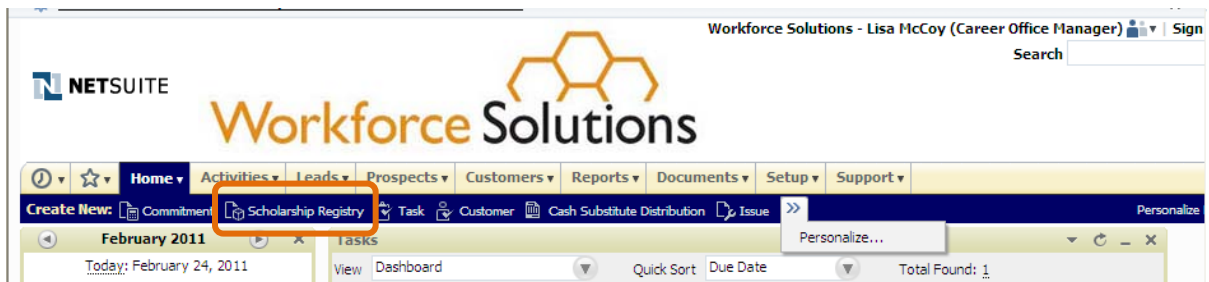 Workforce Solutions - Lisa McCoy (Career Office Manager) | Sign
Search
NETSUITE
Workforce Solutions
Home Activities Leads Prospects Customers Reports Documents Setup Support
Create New: Commitment Scholarship Registry Task Customer Cash Substitute Distribution Issue » Personalize
Personalize...
February 2011 X Tasks
Today: February 24, 2011 View Dashboard Quick Sort Due Date Total Found: 1